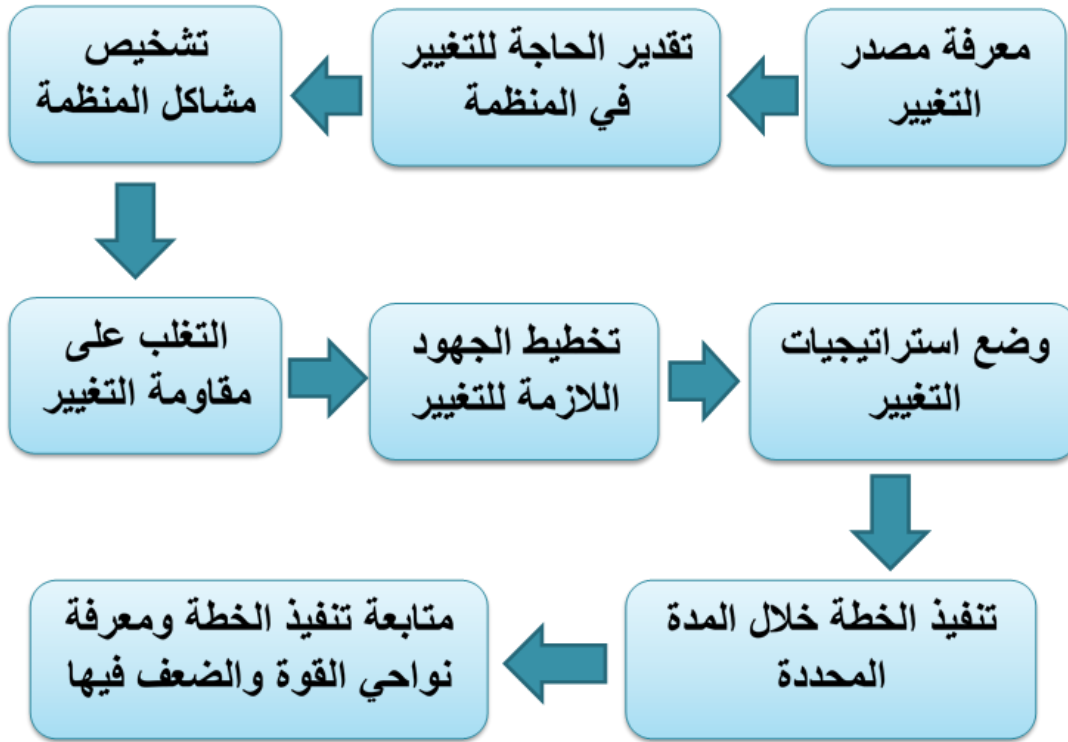 معرفة مصدر
التغيير
تقدير الحاجة للتغيير
في المنظمة
تشخيص
مشاكل المنظمة
التغلب على
مقاومة التغيير
تخطيط الجهود
اللازمة للتغيير
وضع استراتيجيات
التغيير
تنفيذ الخطة خلال المدة
المحددة
متابعة تنفيذ الخطة ومعرفة
نواحي القوة والضعف فيها